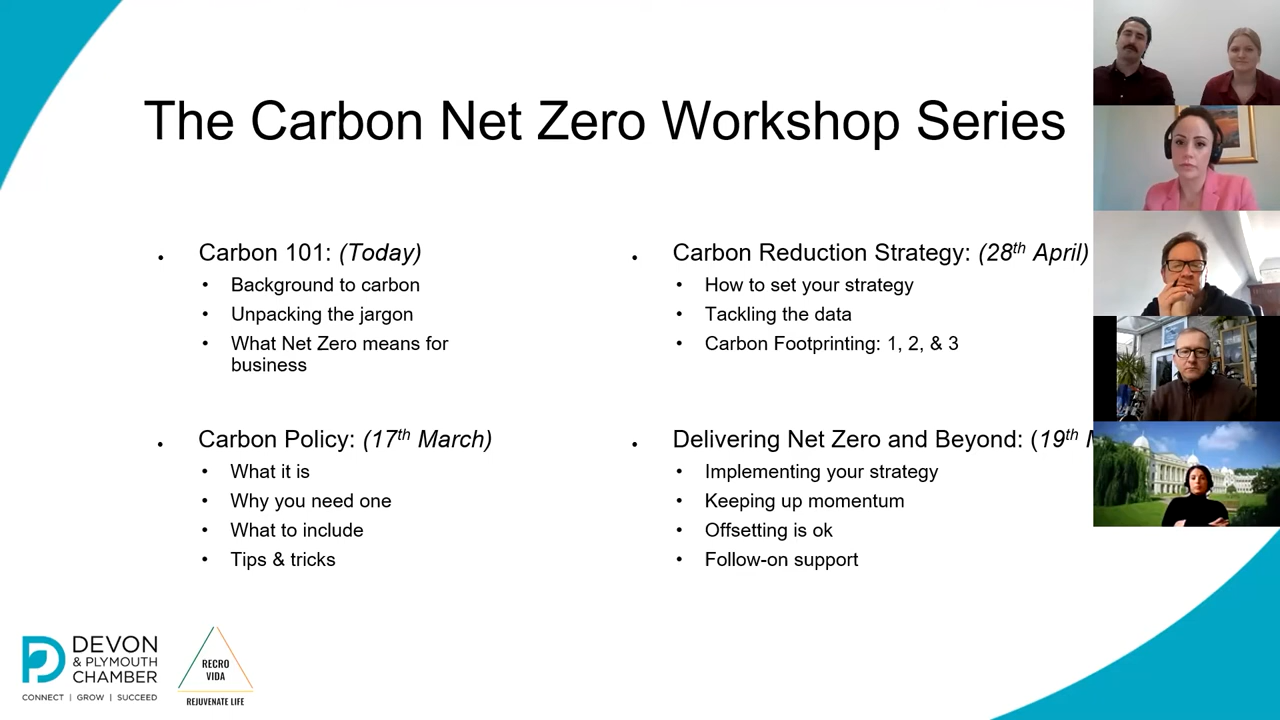 The Carbon Net Zero Workshop Series
• Carbon 101: (Today)
• Background to carbon
• Unpacking the jargon
• What Net Zero means for
business
• Carbon Policy: (17th March)
• What it is
• Why you need one
• What to include
• Tips & tricks
• Carbon Reduction Strategy: (28th April)
• How to set your strategy
• Tackling the data
• Carbon Footprinting: 1, 2, & 3
• Delivering Net Zero and Beyond: (19th
• Implementing your strategy
• Keeping up momentum
• Offsetting is ok
• Follow-on support
DEVON
& PLYMOUTH
CHAMBER
CONNECT | GROW | SUCCEED
RECRO
VIDA
REJUVENATE LIFE